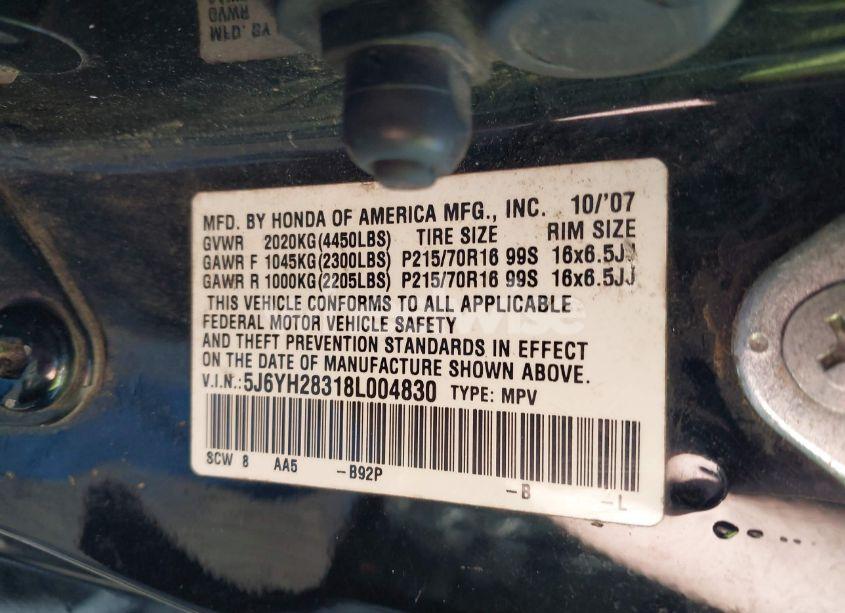 MFD. BY HONDA OF AMERICA MFG., INC. 10/'07
GVWR 2020KG(4450LBS) TIRE SIZE RIM SIZE
GAWR F 1045KG(2300LBS) P215/70R16 99S 16x6.5JJ
GAWR R 1000KG(2205LBS) P215/70R16 99S 16x6.5JJ
THIS VEHICLE CONFORMS TO ALL APPLICABLE
FEDERAL MOTOR VEHICLE SAFETY
AND THEFT PREVENTION STANDARDS IN EFFECT
ON THE DATE OF MANUFACTURE SHOWN ABOVE.
V.I.N.: 5J6YH28318L004830 TYPE: MPV
SCW 8 AA5 -B92P -B -L